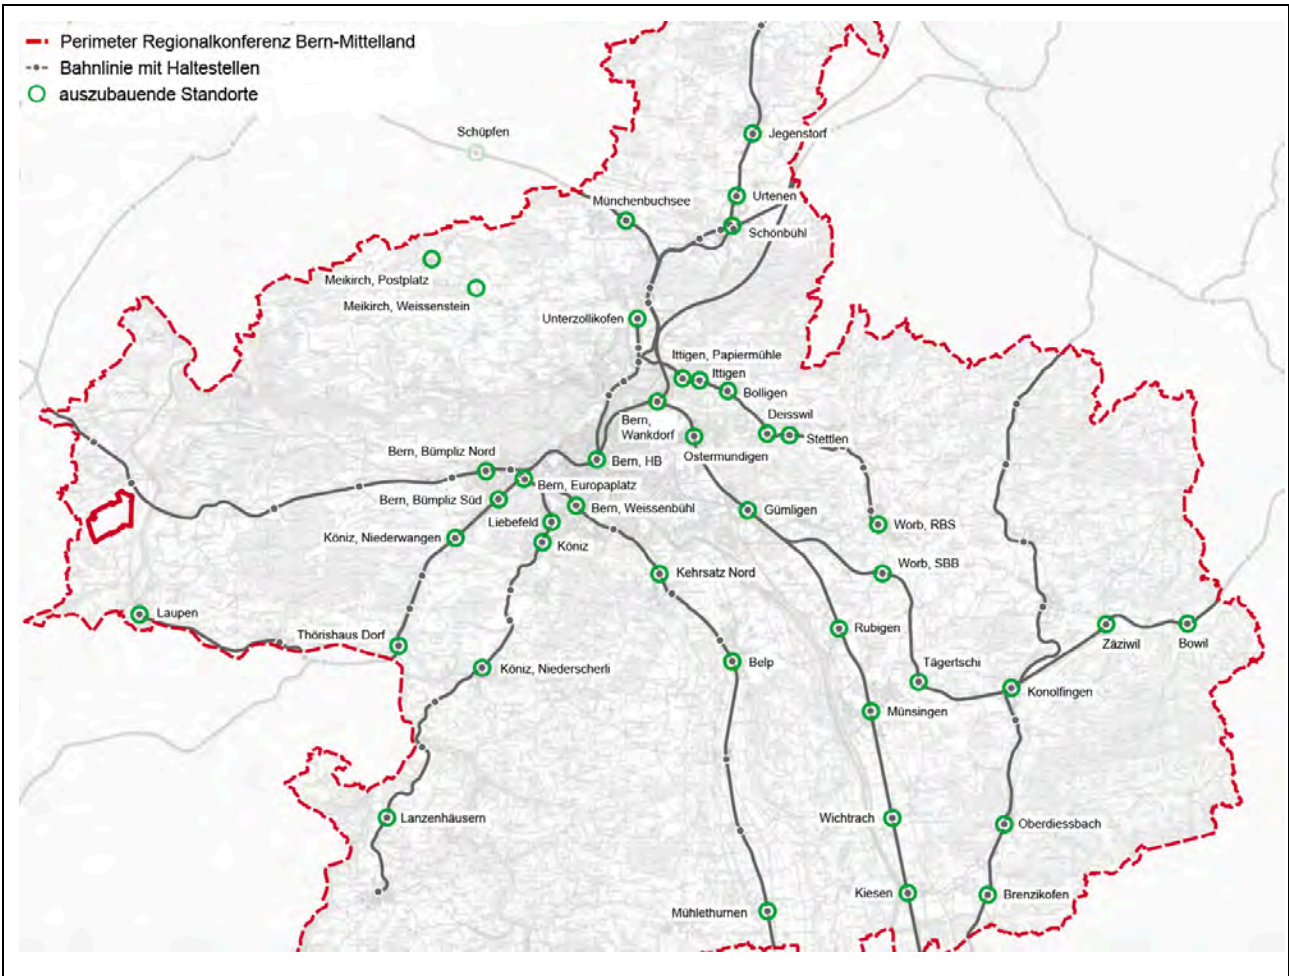 Perimeter Regionalkonferenz Bern-Mittelland
Bahnlinie mit Haltestellen
auszubauende Standorte
Schüpfen
Jegenstorf
Münchenbuchsee
Urtenen
Schönbühl
Meikirch, Postplatz
Meikirch, Weissenstein
Unterzollikofen
Ittigen, Papiermühle
Ittigen
Bolligen
Bern,
Wankdorf
Deisswil
Stettlen
Ostermundigen
Bern, Bümpliz Nord
Bern, HB
Bern, Europaplatz
Bern, Bümpliz Süd
Bern, Weissenbühl
Gümligen
Liebefeld
Worb, RBS
Köniz, Niederwangen
Köniz
Worb, SBB
Kehrsatz Nord
Laupen
Rubigen
Thörishaus Dorf
Zäziwil
Bowil
Köniz, Niederscherli
Belp
Tägertschi
Konolfingen
Münsingen
Lanzenhäusern
Wichtrach
Oberdiessbach
Kiesen
Brenzikofen
Mühlethurnen